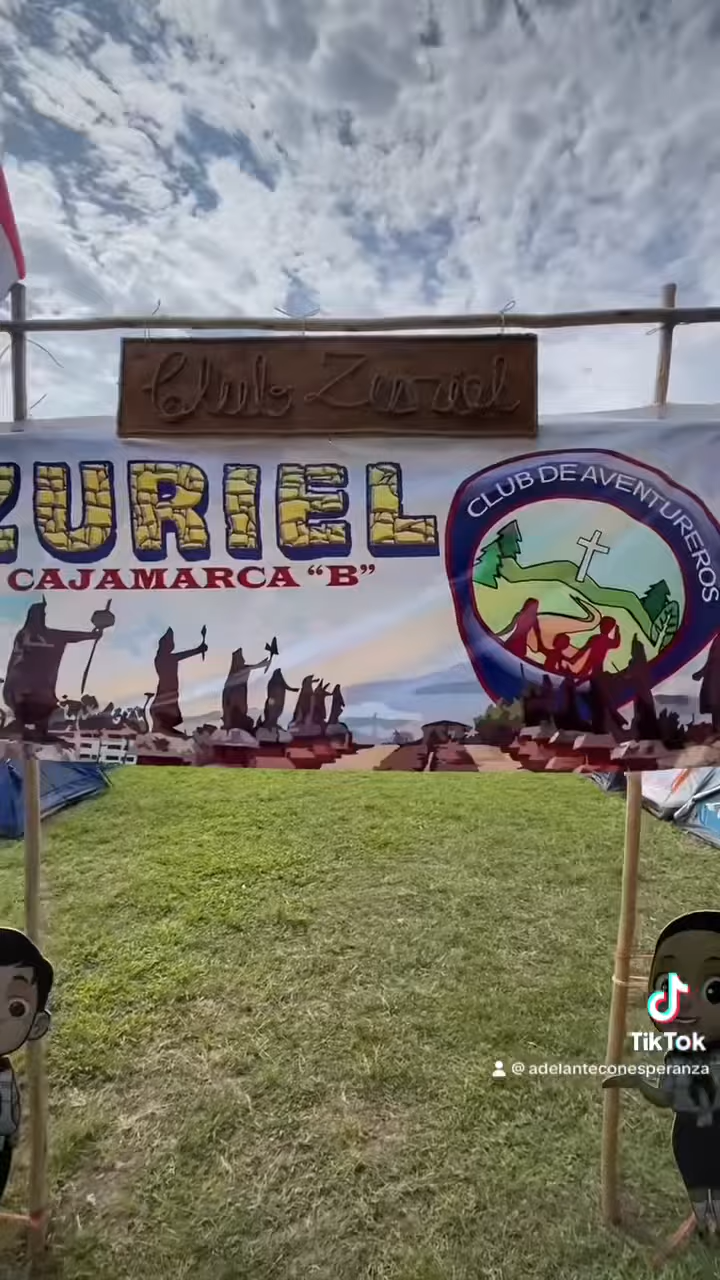 Club Zuriel
ZURIEL
CAJAMARCA “B”
CLUB DE AVENTUREROS
TikTok
@adelanteconesperanza